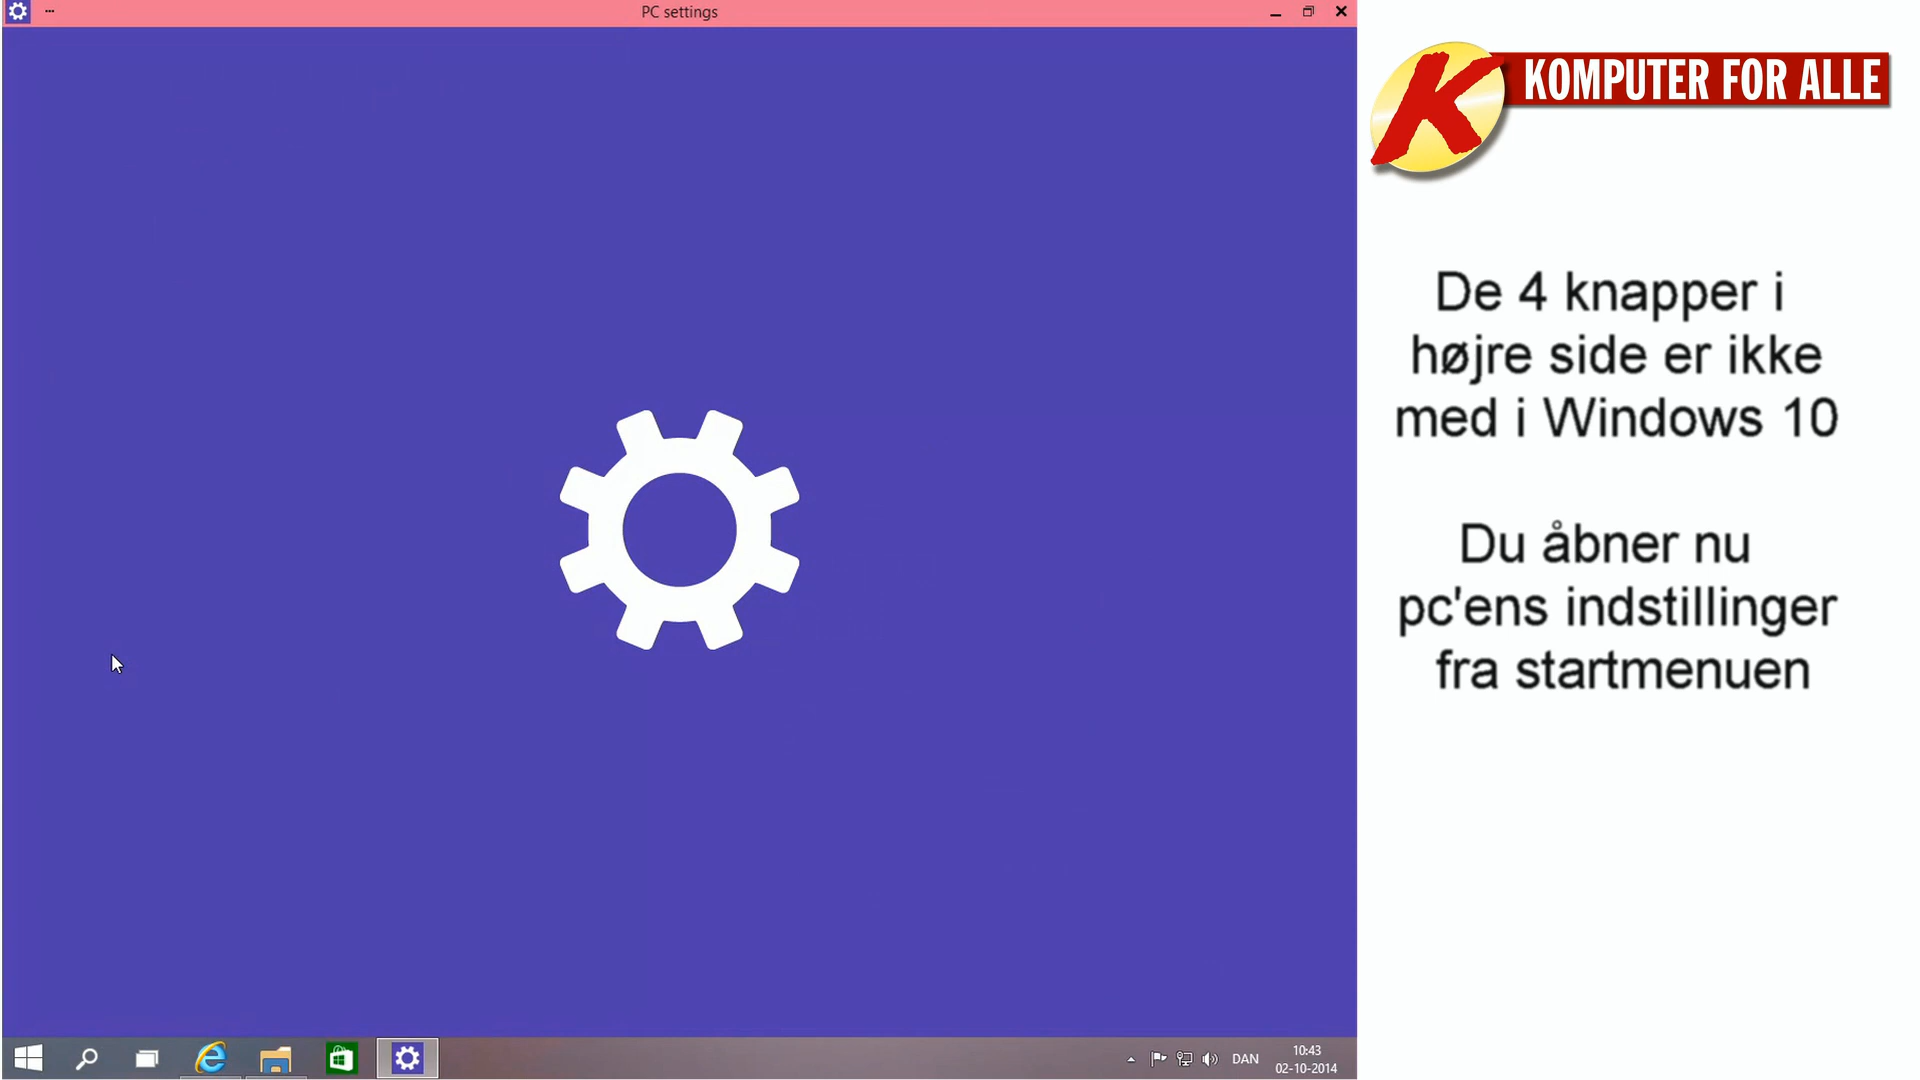 PC settings
KOMPUTER FOR ALLE
De 4 knapper i
højre side er ikke
med i Windows 10
Du åbner nu
pc'ens indstillinger
fra startmenuen
DAN
10:43
02-10-2014